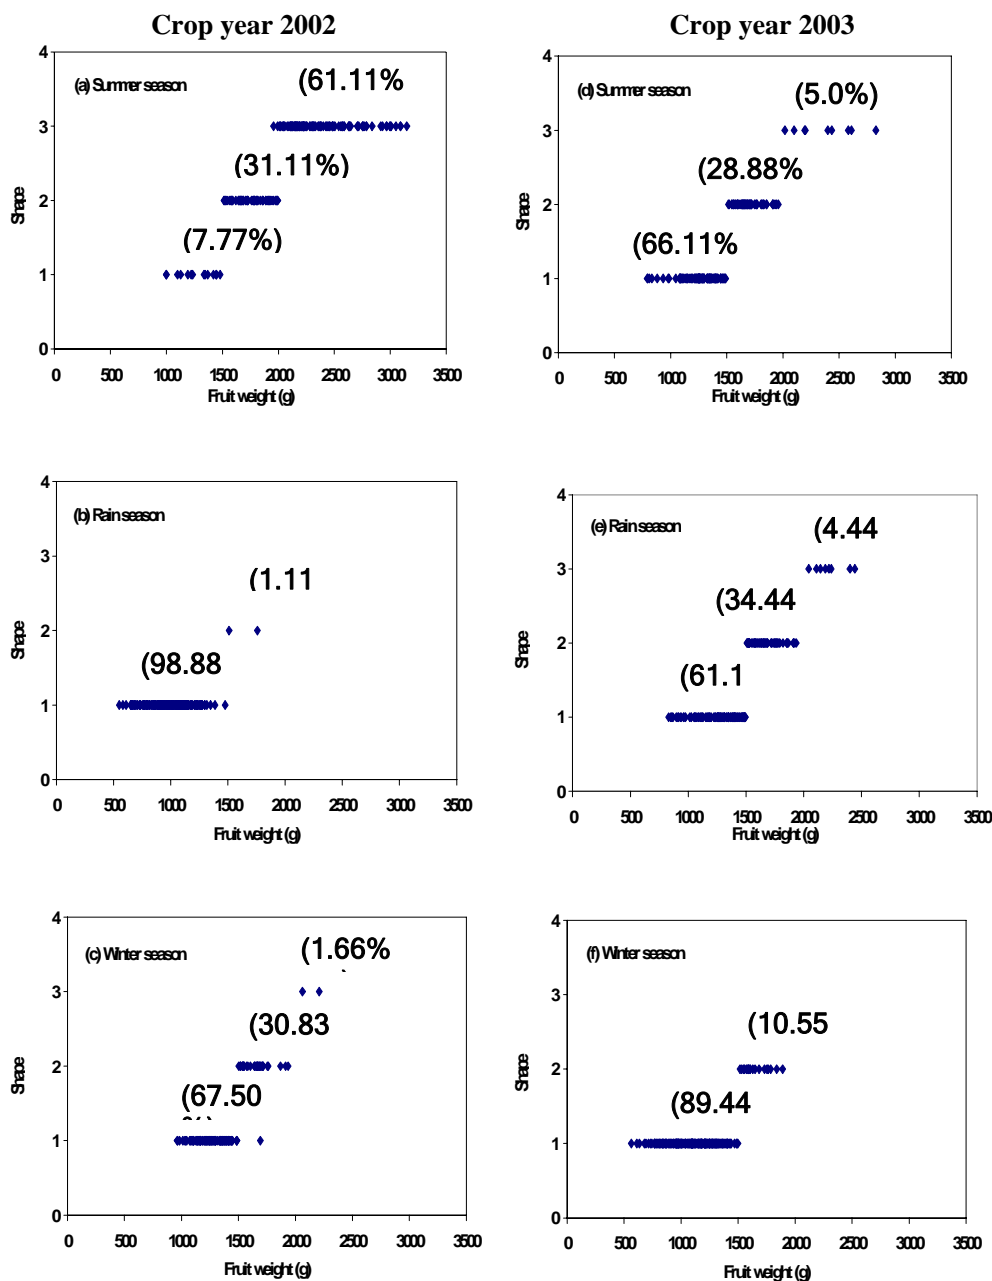 Crop year 2002
Crop year 2003
4
3
2
1
0
(a) Summer season
(61.11%
(31.11%)
(7.77%)
Shape
0 500 1000 1500 2000 2500 3000 3500
Fruit weight (g)
4
3
2
1
0
(d) Summer season
(5.0%)
(28.88%
(66.11%
Shape
0 500 1000 1500 2000 2500 3000 3500
Fruit weight (g)
4
3
2
1
0
(b) Rain season
(1.11
(98.88
Shape
0 500 1000 1500 2000 2500 3000 3500
Fruit weight (g)
4
3
2
1
0
(e) Rain season
(4.44
(34.44
(61.1
Shape
0 500 1000 1500 2000 2500 3000 3500
Fruit weight (g)
4
3
2
1
0
(c) Winter season
(1.66%
(30.83
(67.50
Shape
0 500 1000 1500 2000 2500 3000 3500
Fruit weight (g)
4
3
2
1
0
(f) Winter season
(10.55
(89.44
Shape
0 500 1000 1500 2000 2500 3000 3500
Fruit weight (g)